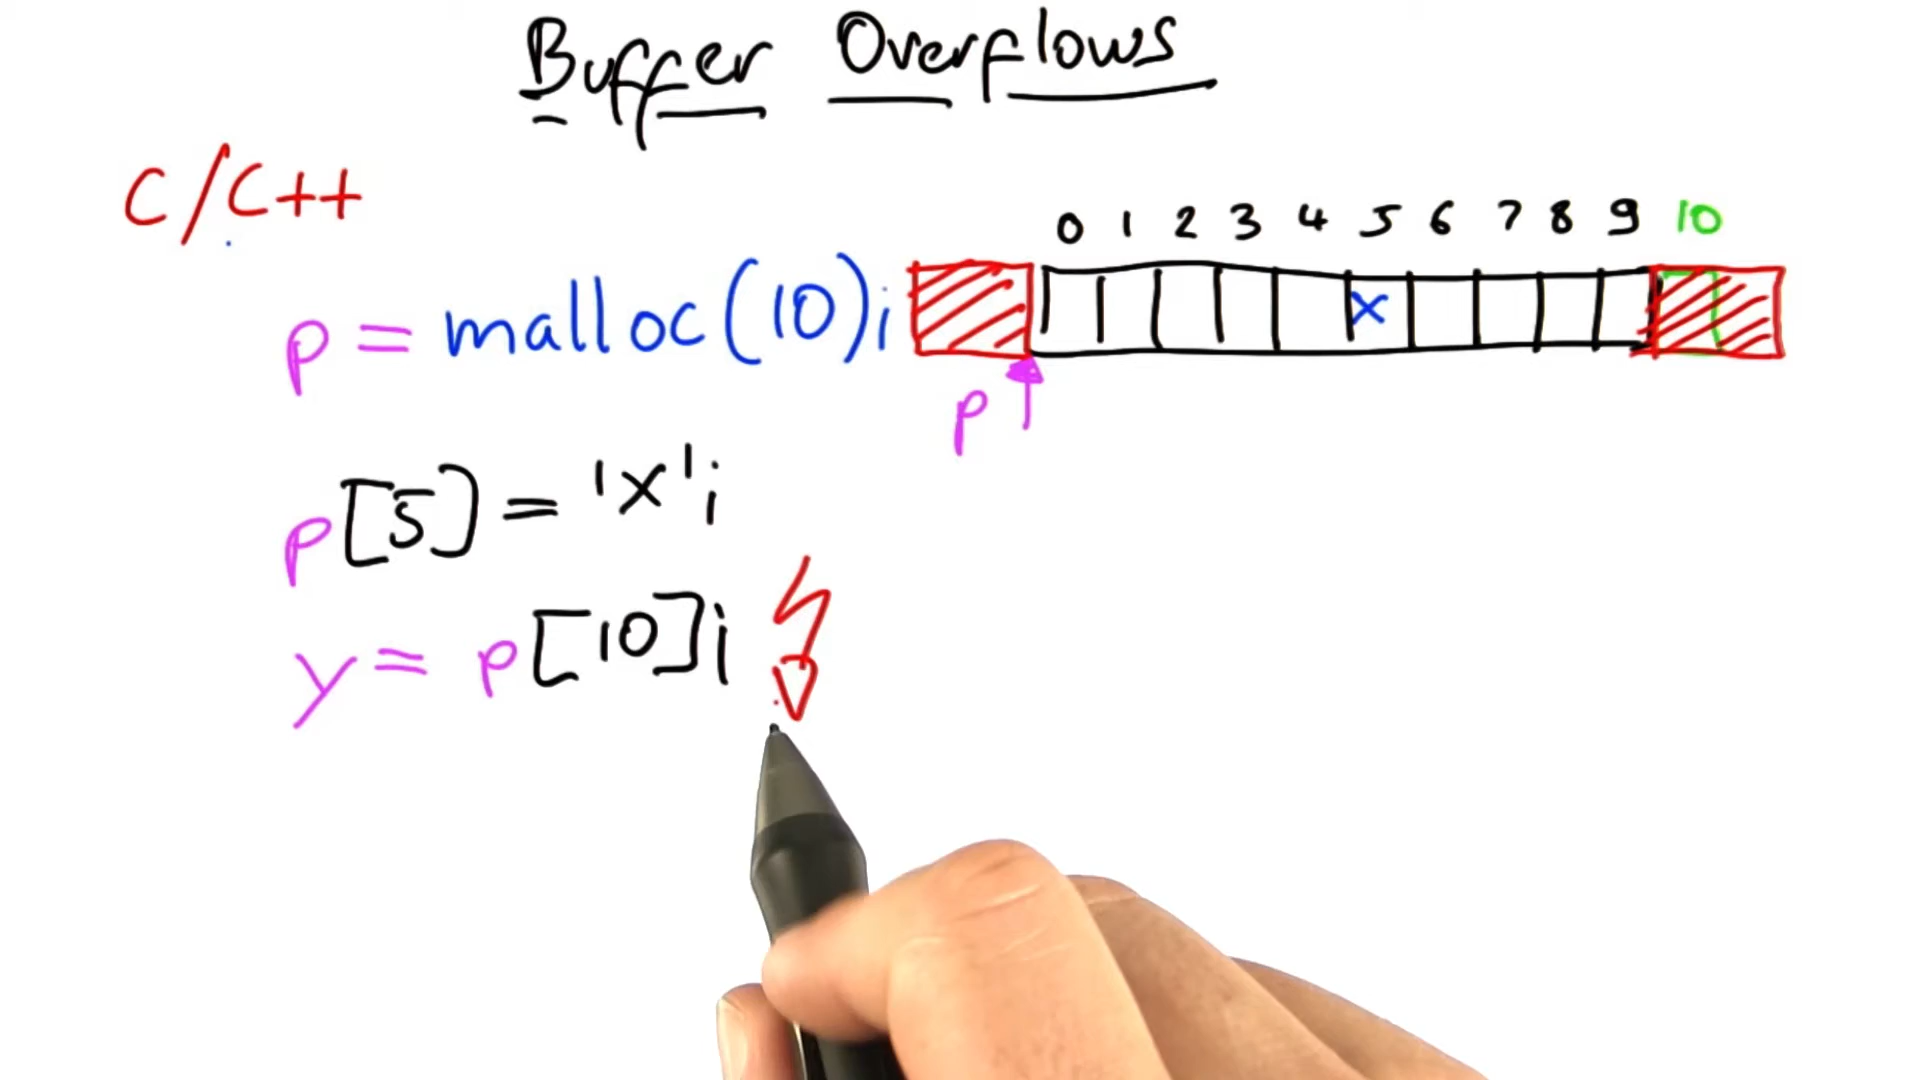 Buffer Overflows
C/C++
0 1 2 3 4 5 6 7 8 9 10
p = malloc(10);
x
p
p[5] = 'x';
y = p[10];